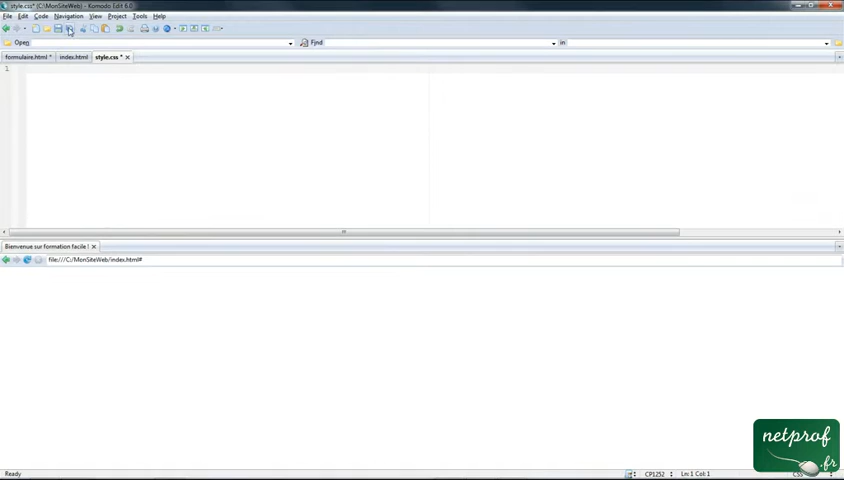 style.css* (C:\MonSiteWeb) - Komodo Edit 6.0
File Edit Code Navigation View Project Tools Help
Open Find in
formulaire.html * index.html style.css *
1
Bienvenue sur formation facile !
file:///C:/MonSiteWeb/index.html#
netprof
.fr
Ready CP1252 Ln: 1 Col: 1